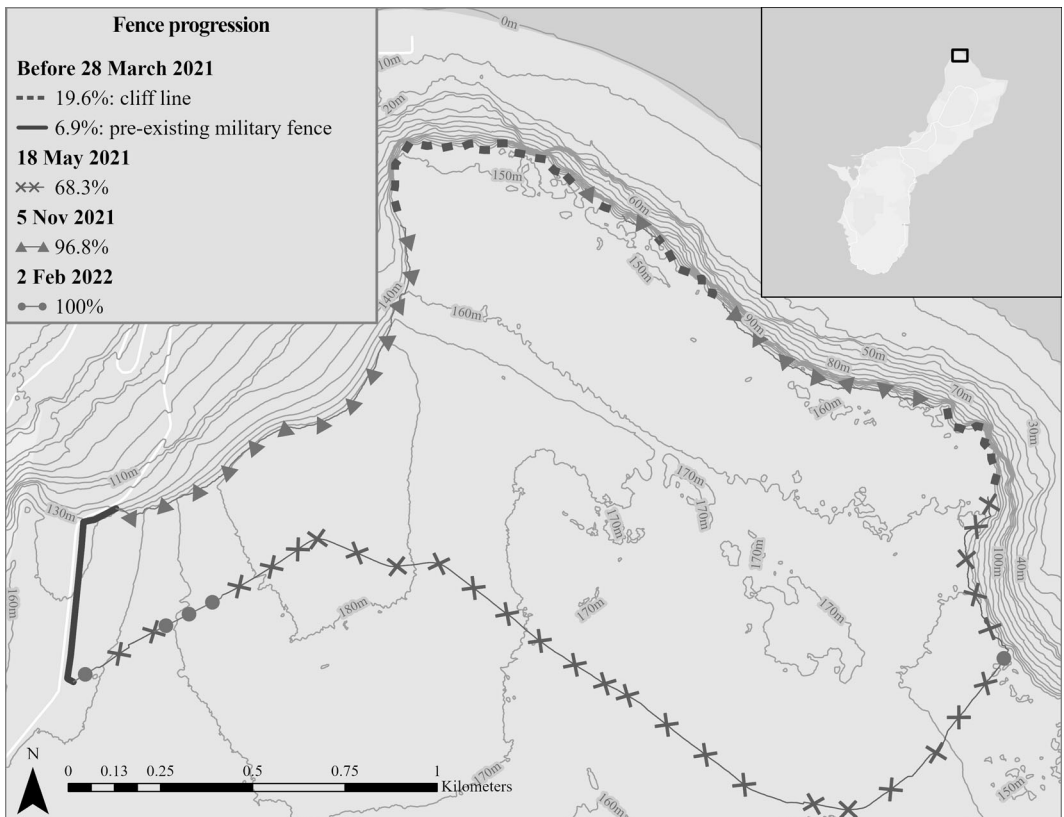 Fence progression
Before 28 March 2021
19.6%: cliff line
6.9%: pre-existing military fence
18 May 2021
68.3%
5 Nov 2021
96.8%
2 Feb 2022
100%
0m
10m
20m
150m
60m
150m
140m
160m
90m
50m
80m
70m
160m
30m
110m
170m
170m
130m
170m
170m
100m
40m
160m
180m
170m
170m
N
0 0.13 0.25 0.5 0.75 1
Kilometers
170m
160m
150m